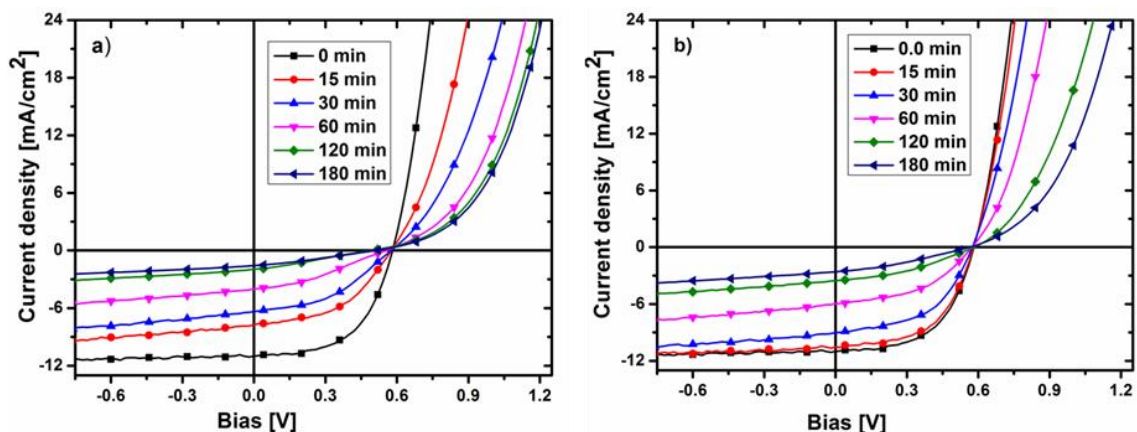 a)
0 min
15 min
30 min
60 min
120 min
180 min
24
18
12
6
0
-6
-12
Current density [mA/cm²]
-0.6 -0.3 0.0 0.3 0.6 0.9 1.2
Bias [V]
b)
0.0 min
15 min
30 min
60 min
120 min
180 min
24
18
12
6
0
-6
-12
Current density [mA/cm²]
-0.6 -0.3 0.0 0.3 0.6 0.9 1.2
Bias [V]